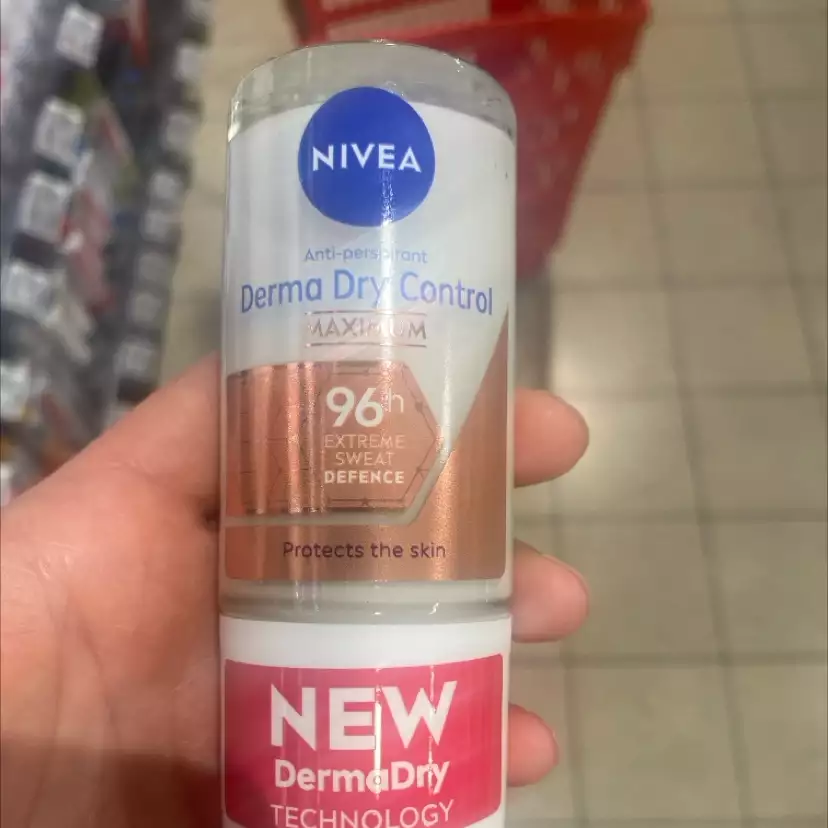 NIVEA
Anti-perspirant
Derma Dry Control
MAXIMUM
96h
EXTREME
SWEAT
DEFENCE
Protects the skin
NEW
DermaDry
TECHNOLOGY